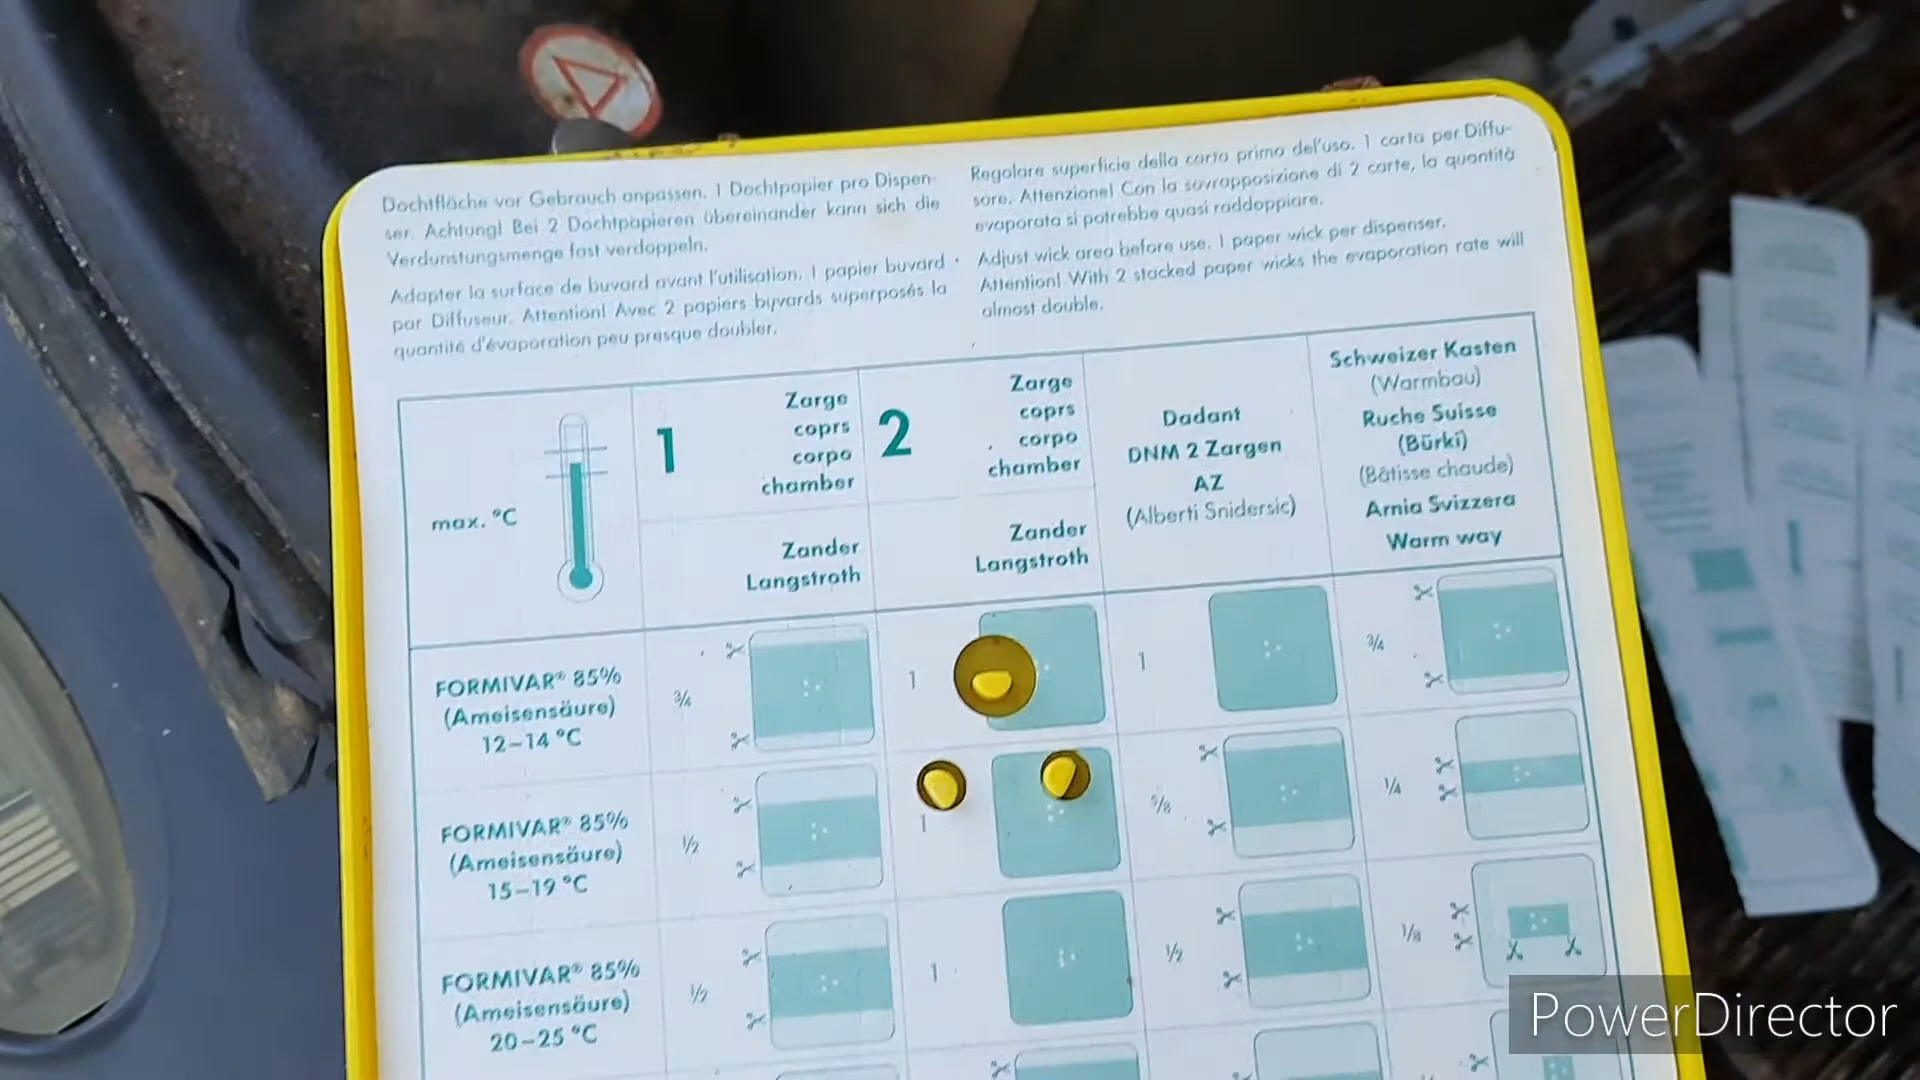 Dochtfläche vor Gebrauch anpassen. 1 Dochtpapier pro Dispen-
ser. Achtung! Bei 2 Dochtpapieren übereinander kann sich die
Verdunstungsmenge fast verdoppeln.
Adapter la surface de buvard avant l'utilisation. 1 papier buvard
par Diffuseur. Attention! Avec 2 papiers byvards superposés la
quantité d'évaporation peu presque doubler.
Regolare superficie della carta primo del'uso. 1 carta per Diffu-
sore. Attenzione! Con la sovrapposizione di 2 carte, la quantità
evaporata si potrebbe quasi raddoppiare.
Adjust wick area before use. 1 paper wick per dispenser.
Attention! With 2 stacked paper wicks the evaporation rate will
almost double.
max. °C
1
Zarge
coprs
corpo
chamber
Zander
Langstroth
2
Zarge
coprs
corpo
chamber
Zander
Langstroth
Dadant
DNM 2 Zargen
AZ
(Alberti Snidersic)
Schweizer Kasten
(Warmbau)
Ruche Suisse
(Bürki)
(Bâtisse chaude)
Arnia Svizzera
Warm way
FORMIVAR® 85%
(Ameisensäure)
12–14 °C
3/4
1
1
3/4
FORMIVAR® 85%
(Ameisensäure)
15–19 °C
1/2
1
5/8
1/4
FORMIVAR® 85%
(Ameisensäure)
20–25 °C
1/2
1
1/2
1/8
PowerDirector